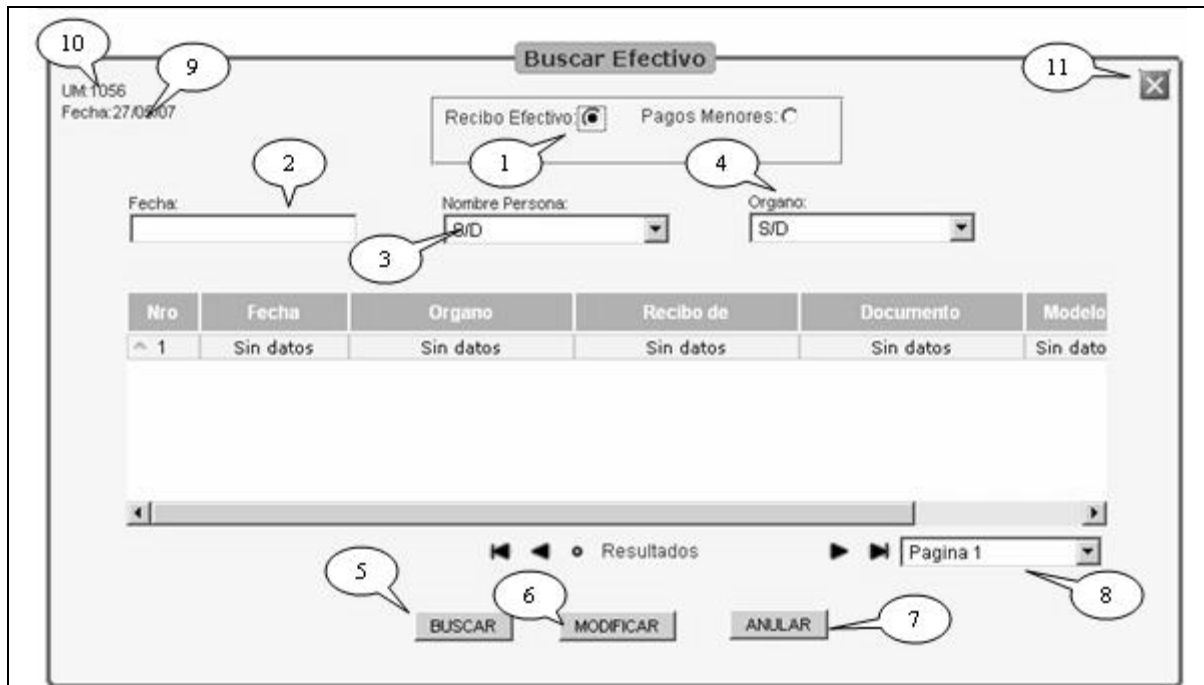 10
9
Buscar Efectivo
11
UM:1056
Fecha:27/05/07
Recibo Efectivo: Pagos Menores:
1
2
4
Fecha: Nombre Persona: Organo:
S/D S/D
3
Nro Fecha Organo Recibo de Documento Modelo
1 Sin datos Sin datos Sin datos Sin datos Sin dato
Resultados Pagina 1
5
6
7
8
BUSCAR MODIFICAR ANULAR